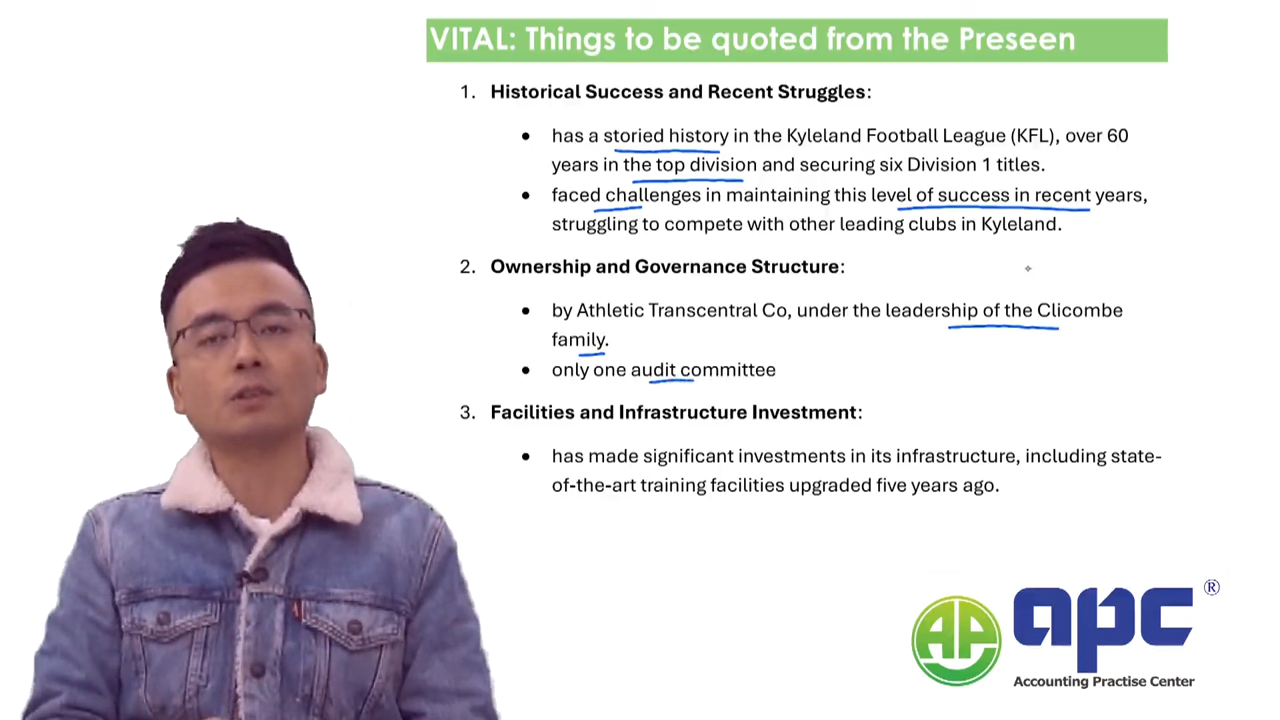 VITAL: Things to be quoted from the Preseen
1. Historical Success and Recent Struggles:
• has a storied history in the Kyleland Football League (KFL), over 60
years in the top division and securing six Division 1 titles.
• faced challenges in maintaining this level of success in recent years,
struggling to compete with other leading clubs in Kyleland.
2. Ownership and Governance Structure:
• by Athletic Transcentral Co, under the leadership of the Clicombe
family.
• only one audit committee
3. Facilities and Infrastructure Investment:
• has made significant investments in its infrastructure, including state-
of-the-art training facilities upgraded five years ago.
AP
apc®
Accounting Practise Center